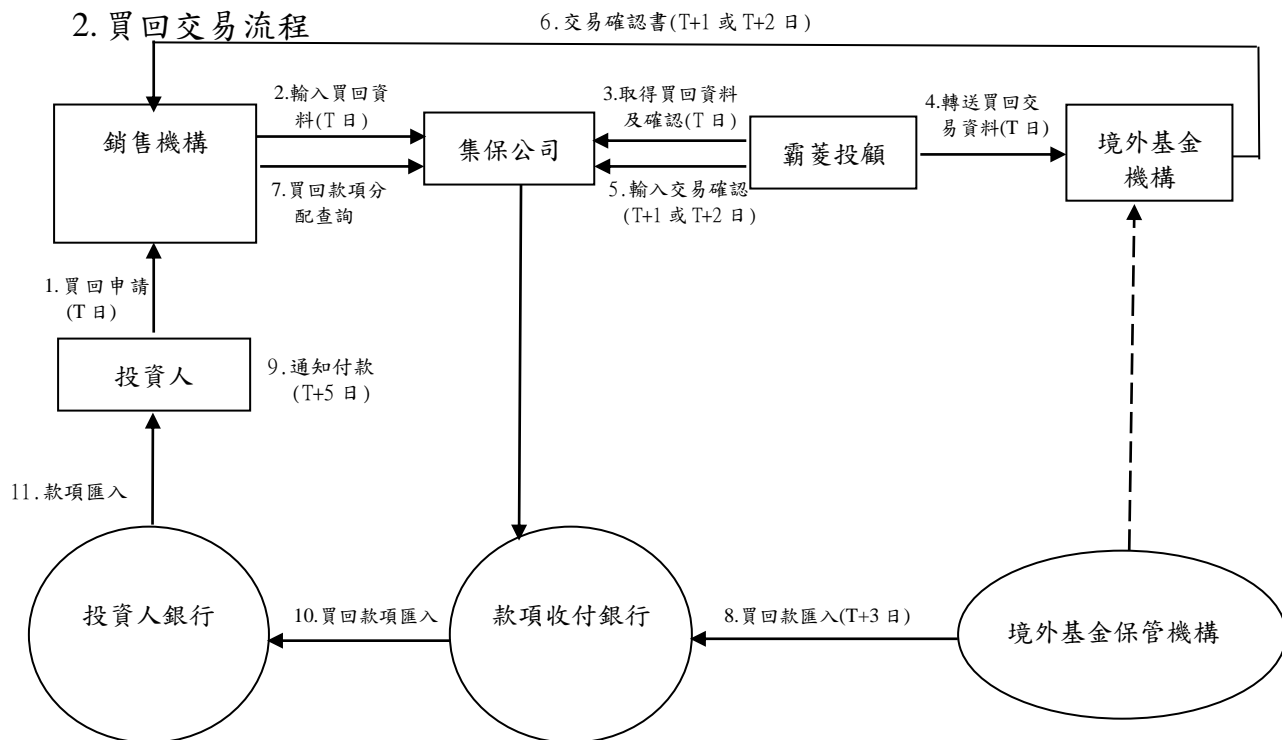 2.買回交易流程
6.交易確認書(T+1 或 T+2 日)
2.輸入買回資
料(T 日)
3.取得買回資料
及確認(T 日)
4.轉送買回交
易資料(T 日)
銷售機構
集保公司
霸菱投顧
境外基金
機構
7.買回款項分
配查詢
5.輸入交易確認
(T+1 或 T+2 日)
1.買回申請
(T 日)
投資人
9.通知付款
(T+5 日)
11.款項匯入
投資人銀行
10.買回款項匯入
款項收付銀行
8.買回款匯入(T+3 日)
境外基金保管機構